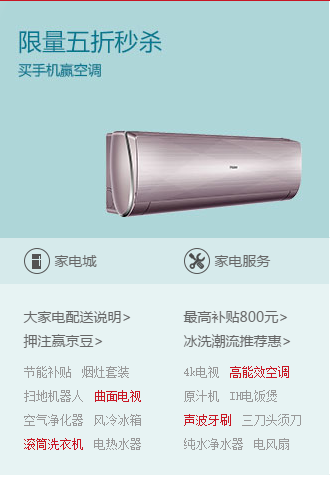 限量五折秒杀
买手机赢空调
家电城 家电服务
大家电配送说明> 最高补贴800元>
押注赢京豆> 冰洗潮流推荐惠>
节能补贴 烟灶套装 4k电视 高能效空调
扫地机器人 曲面电视 原汁机 IH电饭煲
空气净化器 风冷冰箱 声波牙刷 三刀头须刀
滚筒洗衣机 电热水器 纯水净水器 电风扇